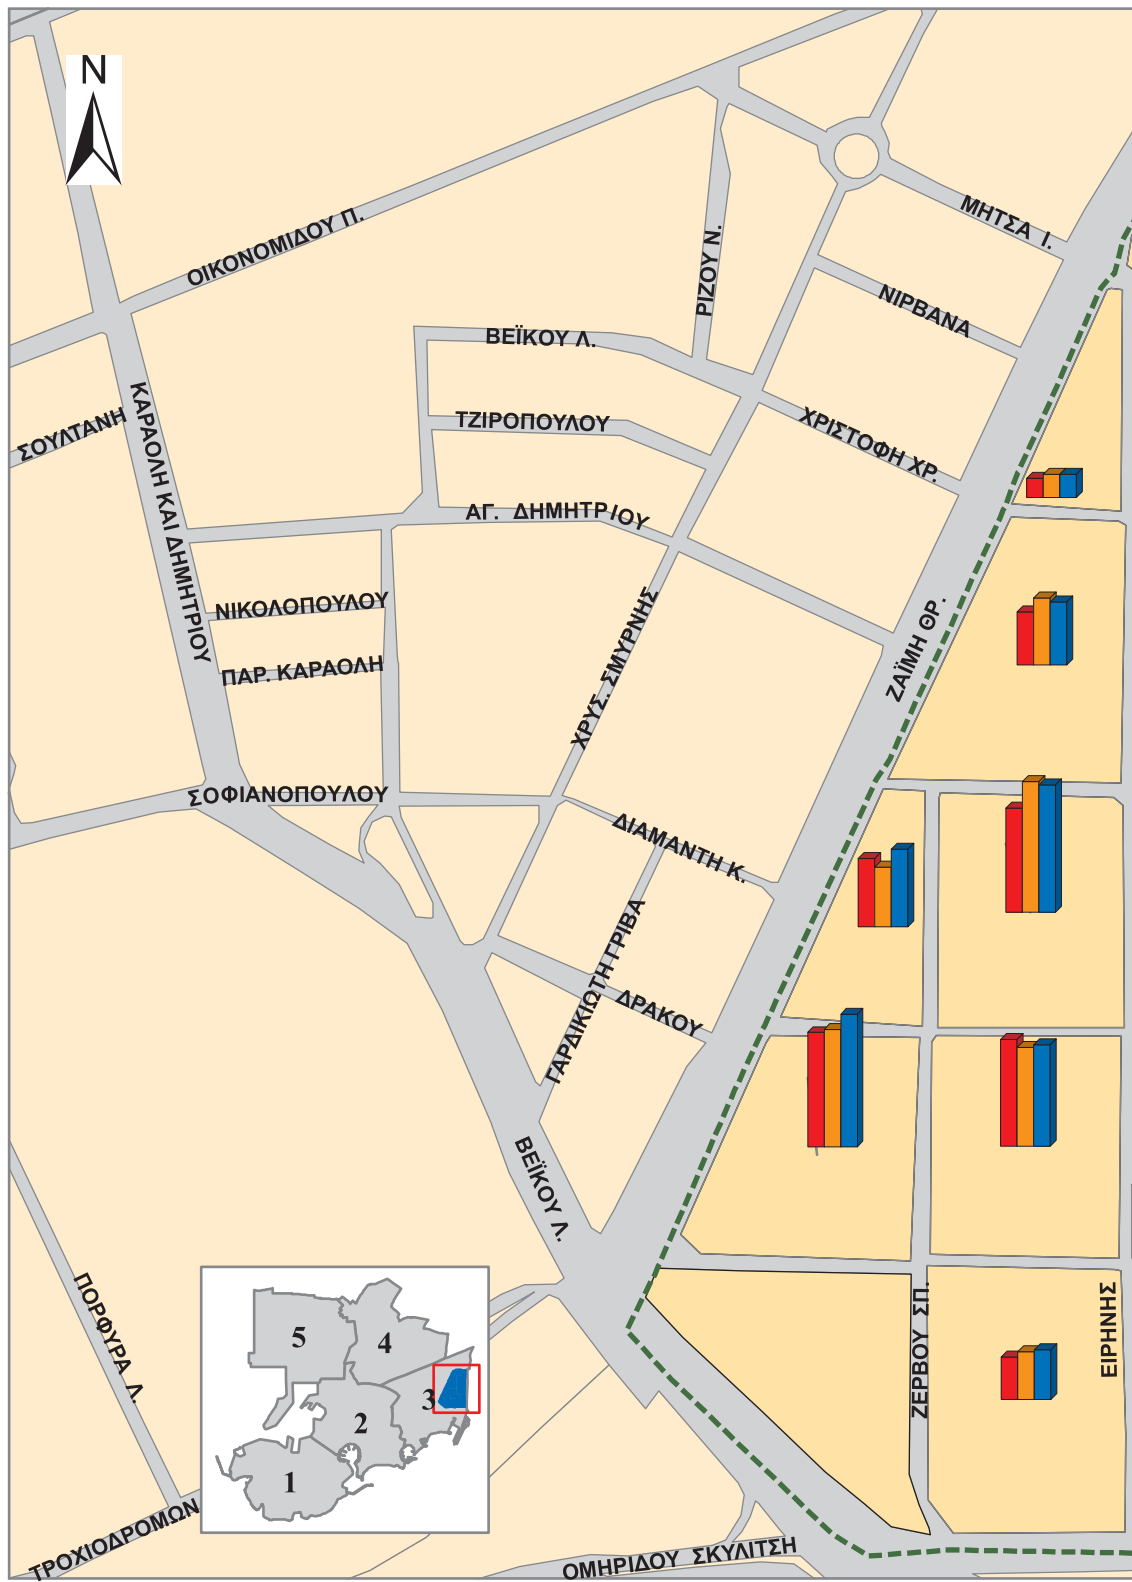 N
ΟΙΚΟΝΟΜΙΔΟΥ Π.
ΡΙΖΟΥ Ν.
ΜΗΤΣΑ Ι.
ΝΙΡΒΑΝΑ
ΒΕΪΚΟΥ Λ.
ΣΟΥΛΤΑΝΗ
ΚΑΡΑΟΛΗ ΚΑΙ ΔΗΜΗΤΡΙΟΥ
ΤΖΙΡΟΠΟΥΛΟΥ
ΧΡΙΣΤΟΦΗ ΧΡ.
ΑΓ. ΔΗΜΗΤΡΙΟΥ
ΝΙΚΟΛΟΠΟΥΛΟΥ
ΠΑΡ. ΚΑΡΑΟΛΗ
ΧΡΥΣ. ΣΜΥΡΝΗΣ
ΖΑΪΜΗ ΘΡ.
ΣΟΦΙΑΝΟΠΟΥΛΟΥ
ΔΙΑΜΑΝΤΗ Κ.
ΓΑΡΔΙΚΙΩΤΗ ΓΡΙΒΑ
ΔΡΑΚΟΥ
ΒΕΪΚΟΥ Λ.
ΠΟΡΦΥΡΑ Λ.
ΖΕΡΒΟΥ ΣΠ.
ΕΙΡΗΝΗΣ
5
4
3
2
1
ΤΡΟΧΙΟΔΡΟΜΩΝ
ΟΜΗΡΙΔΟΥ ΣΚΥΛΙΤΣΗ